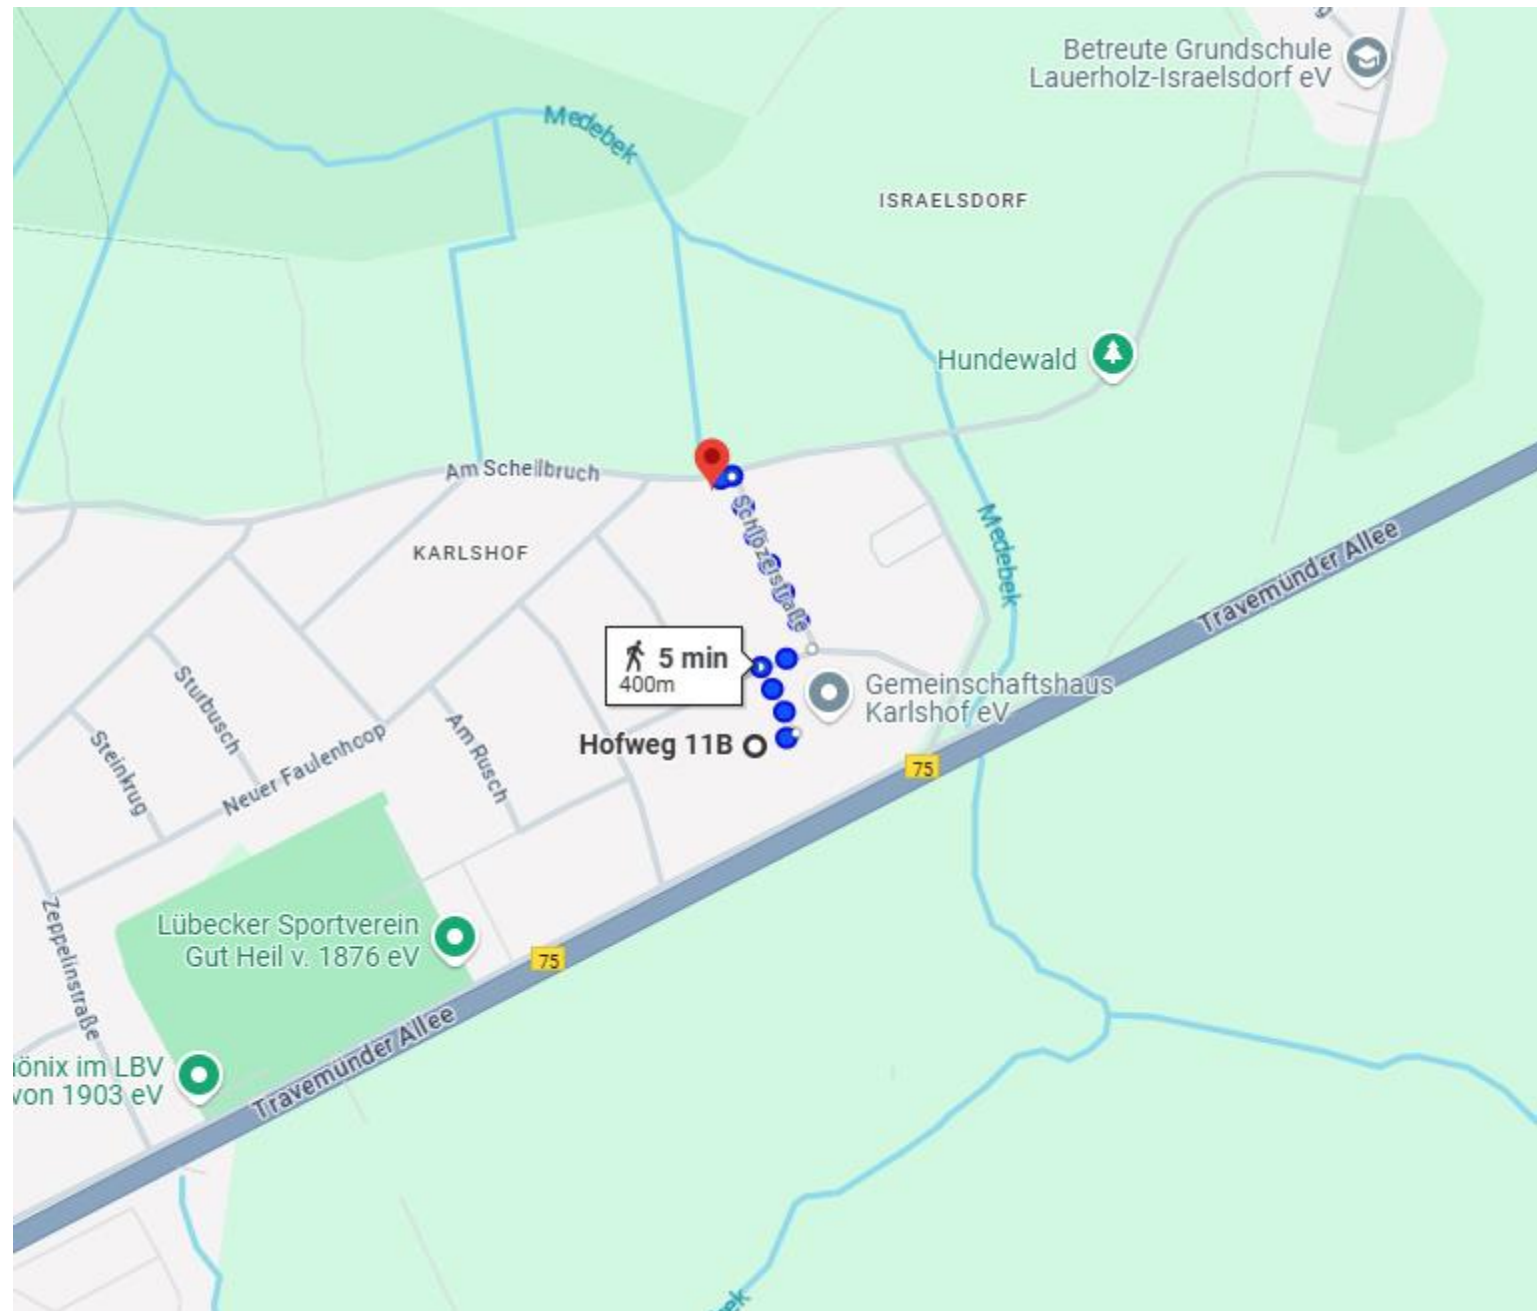 Betreute Grundschule
Lauerholz-Israelsdorf eV
Medebek
ISRAELSDORF
Hundewald
Am Schellbruch
Schlözerstraße
Medebek
KARLSHOF
Travemünder Allee
5 min
400m
Gemeinschaftshaus
Karlshof eV
Hofweg 11B
Sturbusch
Steinkrug
Neuer Faulenhoop
Am Rusch
75
Zeppelinstraße
Lübecker Sportverein
Gut Heil v. 1876 eV
75
Travemünder Allee
önix im LBV
von 1903 eV